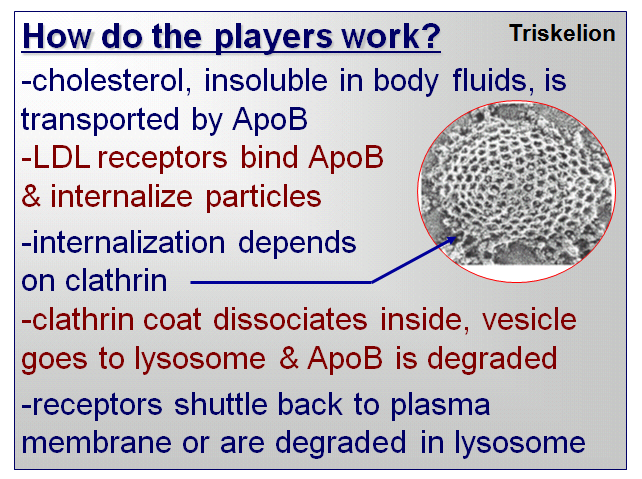 How do the players work?
Triskelion
-cholesterol, insoluble in body fluids, is
transported by ApoB
-LDL receptors bind ApoB
& internalize particles
-internalization depends
on clathrin
-clathrin coat dissociates inside, vesicle
goes to lysosome & ApoB is degraded
-receptors shuttle back to plasma
membrane or are degraded in lysosome